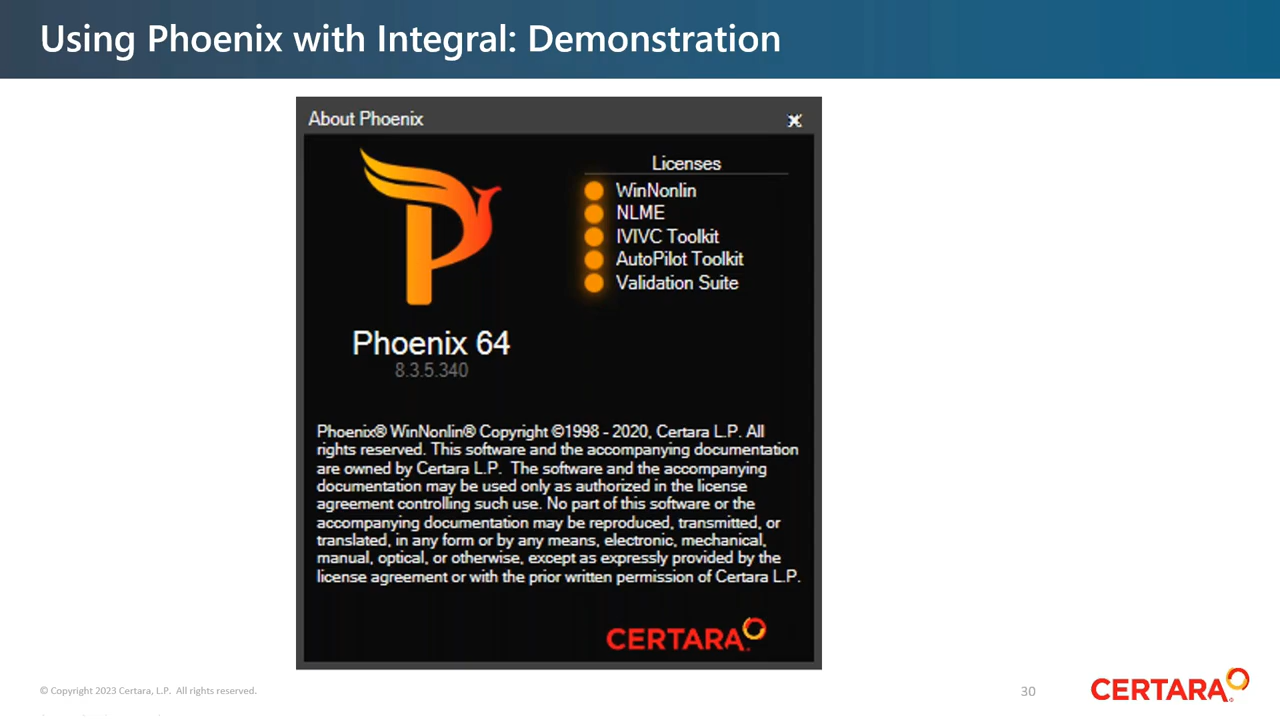 Using Phoenix with Integral: Demonstration
About Phoenix
Licenses
WinNonlin
NLME
IVIVC Toolkit
AutoPilot Toolkit
Validation Suite
Phoenix 64
8.3.5.340
Phoenix® WinNonlin® Copyright ©1998 - 2020, Certara L.P. All
rights reserved. This software and the accompanying documentation
are owned by Certara L.P. The software and the accompanying
documentation may be used only as authorized in the license
agreement controlling such use. No part of this software or the
accompanying documentation may be reproduced, transmitted, or
translated, in any form or by any means, electronic, mechanical,
manual, optical, or otherwise, except as expressly provided by the
license agreement or with the prior written permission of Certara L.P.
CERTARA
© Copyright 2023 Certara, L.P. All rights reserved.
30
CERTARA